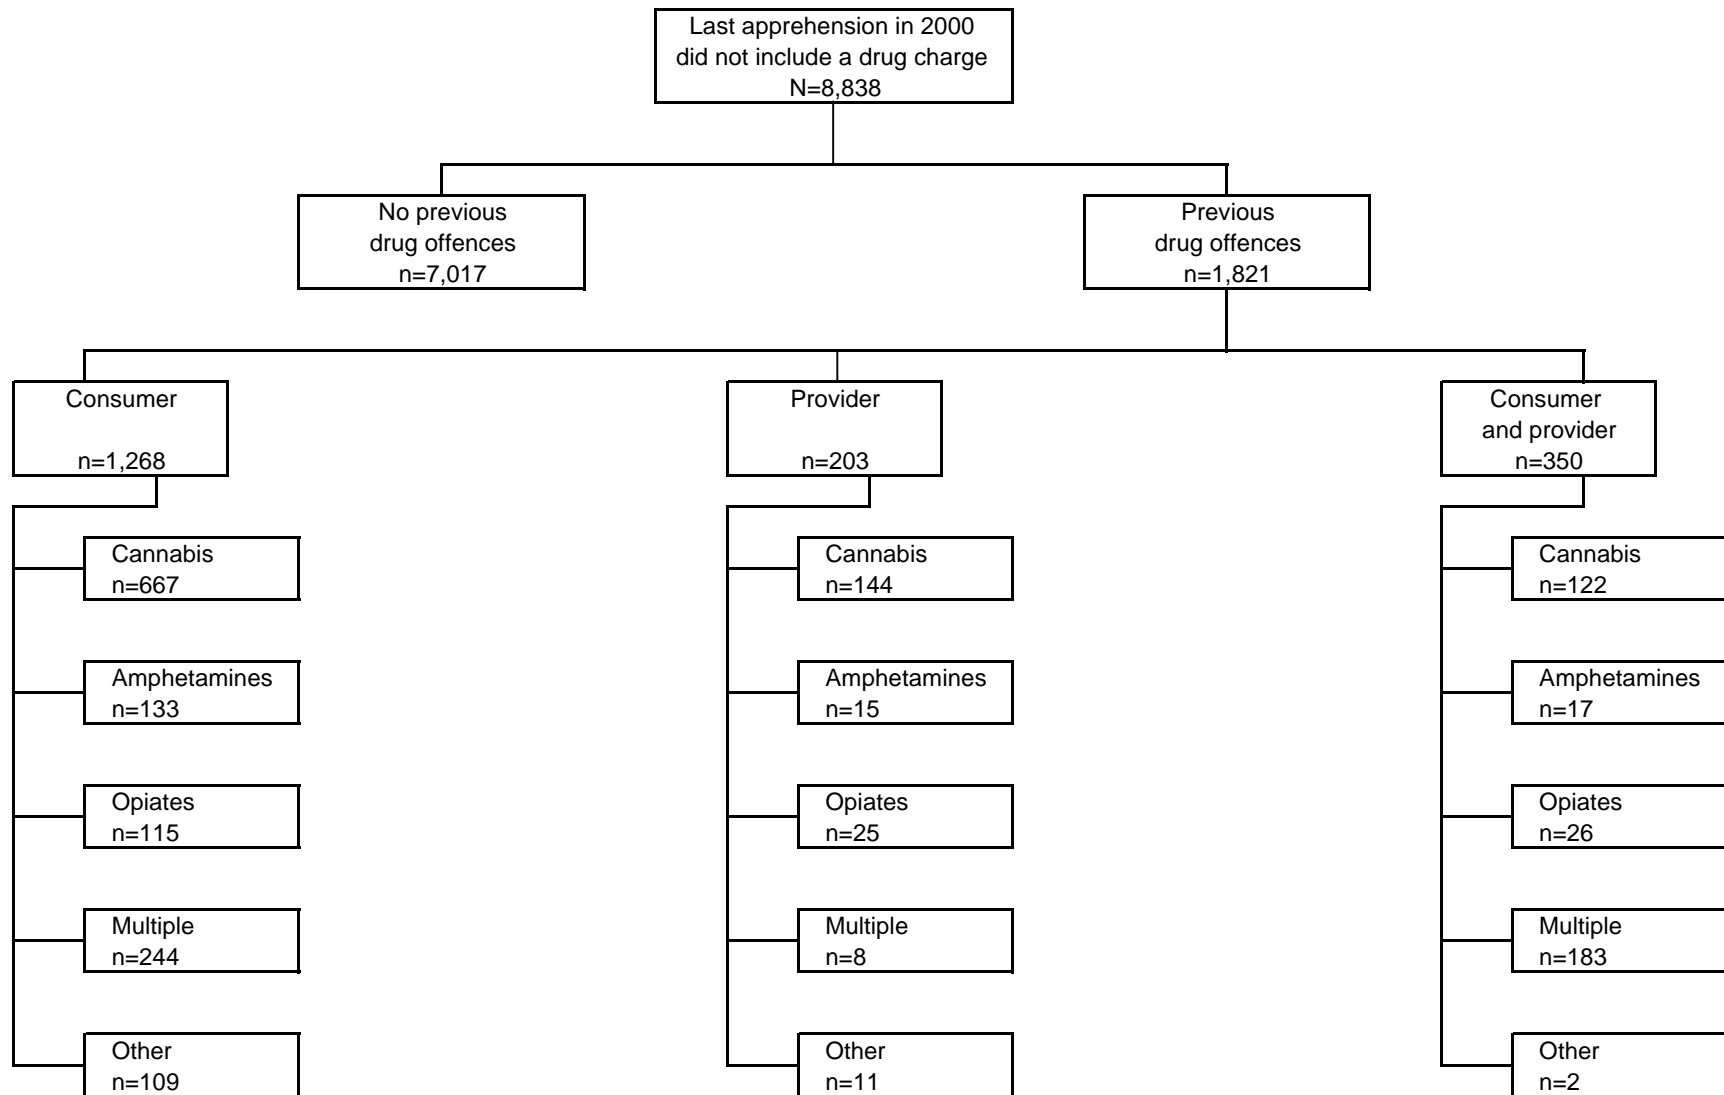 Last apprehension in 2000
did not include a drug charge
N=8,838
No previous
drug offences
n=7,017
Previous
drug offences
n=1,821
Consumer
n=1,268
Provider
n=203
Consumer
and provider
n=350
Cannabis
n=667
Amphetamines
n=133
Opiates
n=115
Multiple
n=244
Other
n=109
Cannabis
n=144
Amphetamines
n=15
Opiates
n=25
Multiple
n=8
Other
n=11
Cannabis
n=122
Amphetamines
n=17
Opiates
n=26
Multiple
n=183
Other
n=2